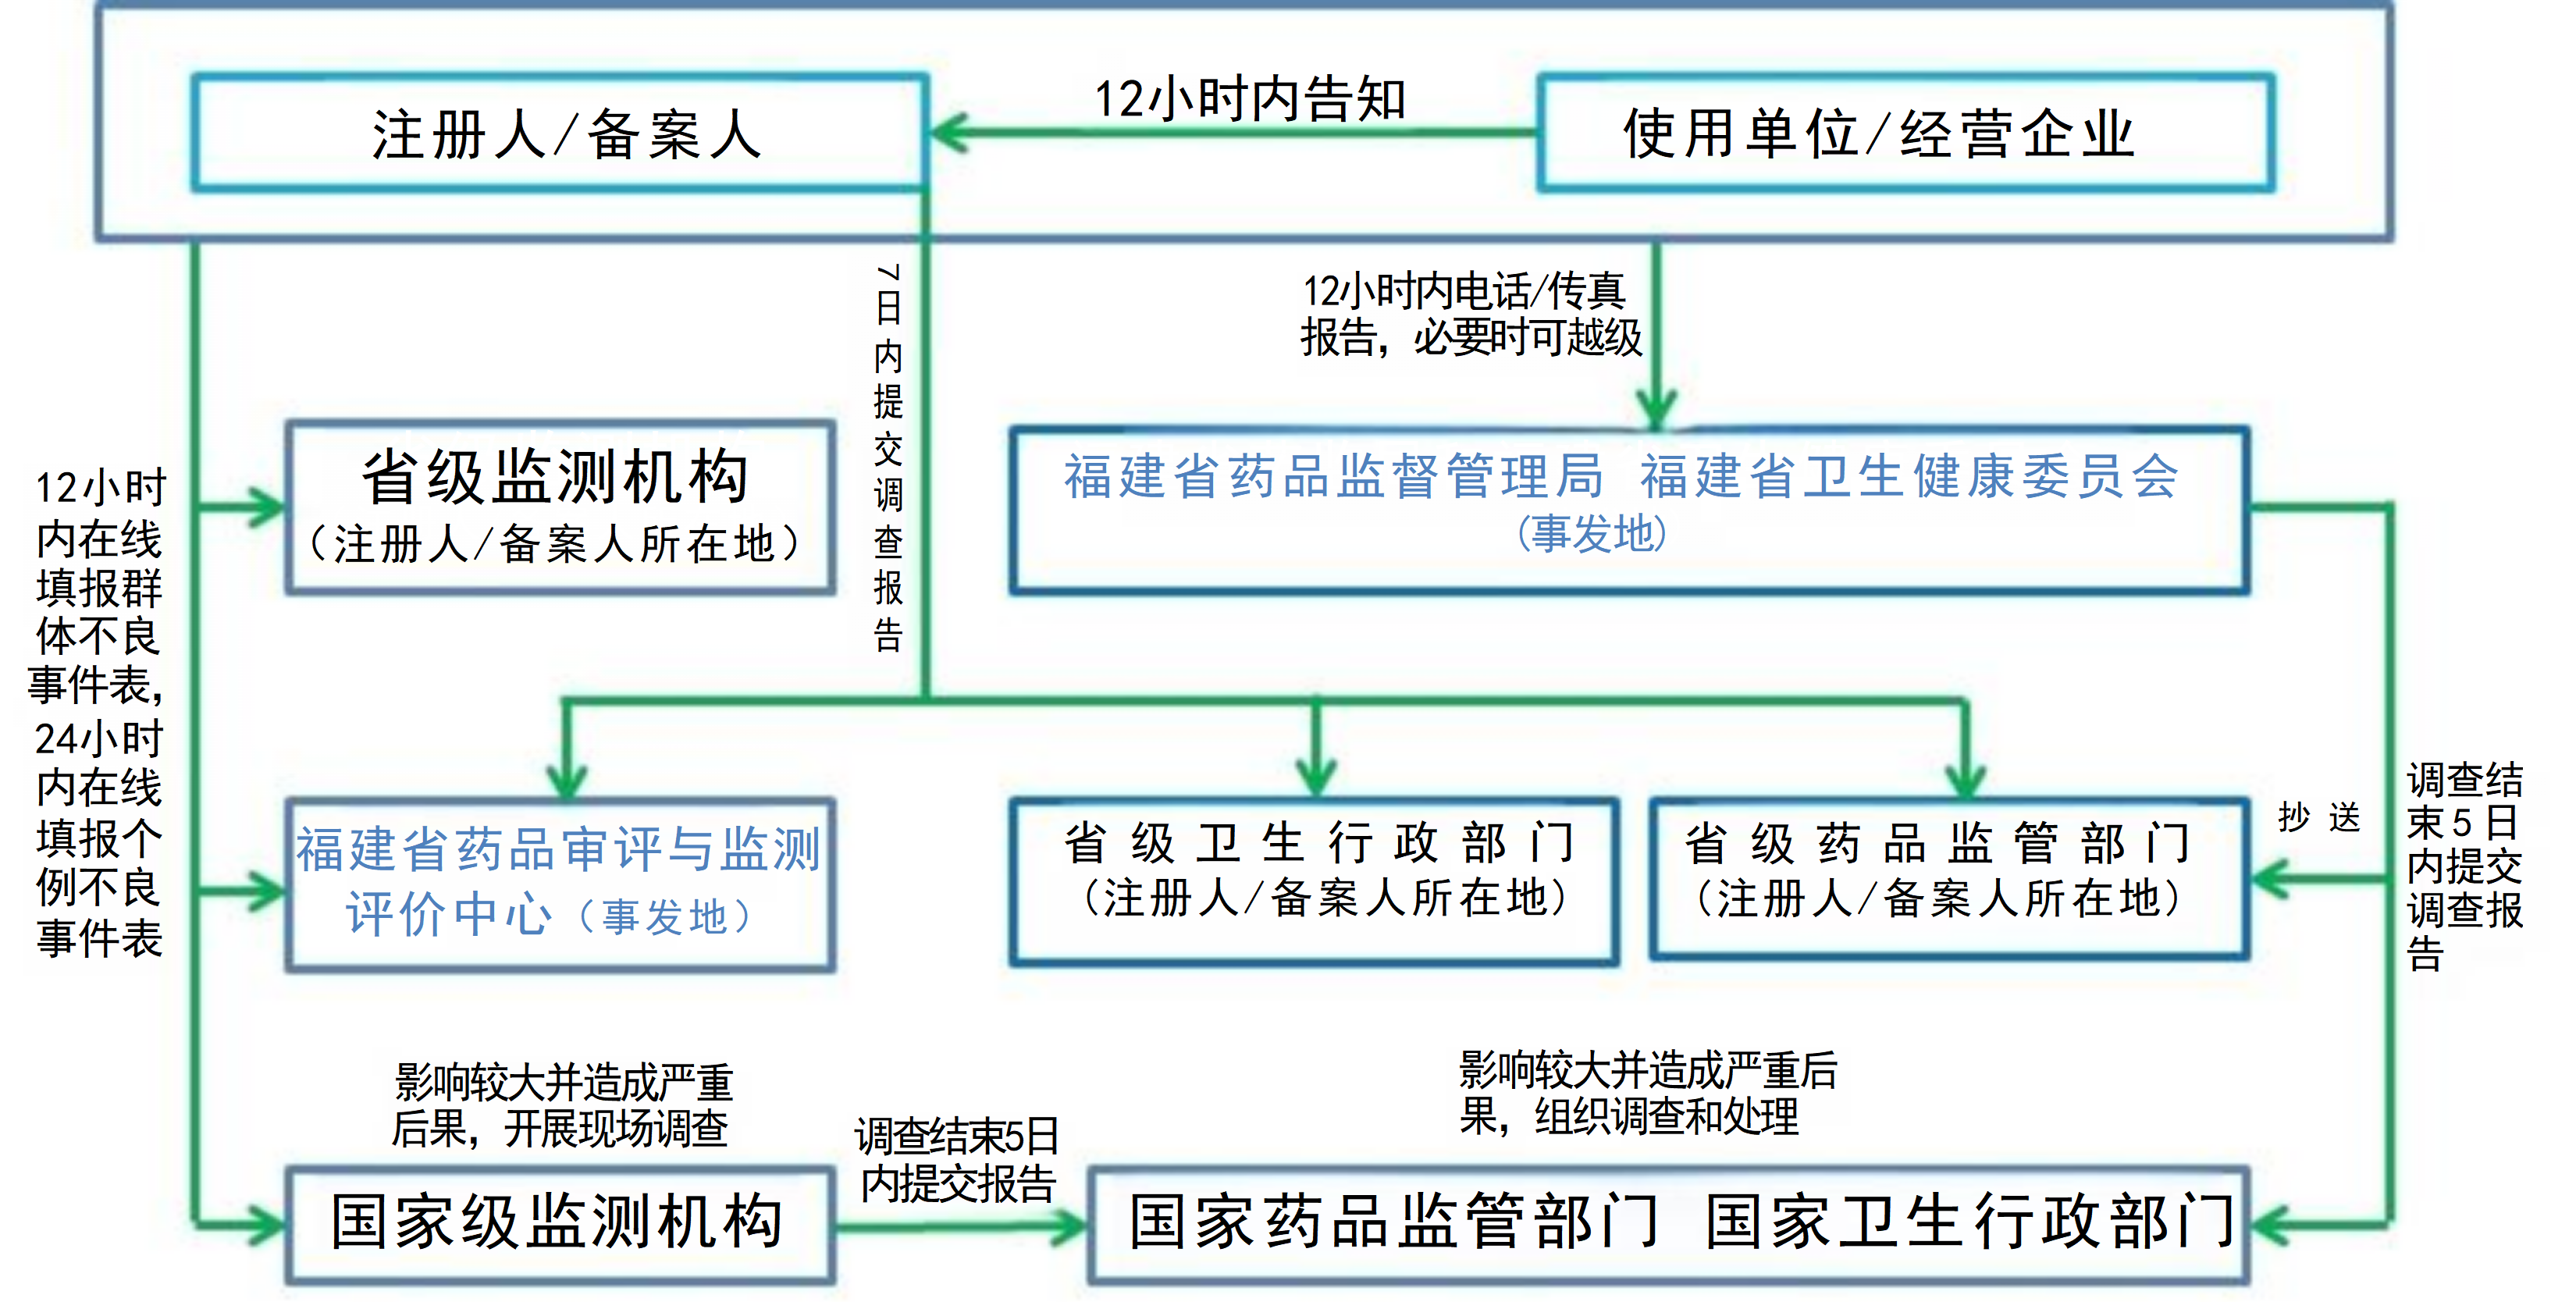 注册人/备案人
12小时内告知
使用单位/经营企业
7日内提交调查报告
12小时内电话/传真
报告，必要时可越级
省级监测机构
（注册人/备案人所在地）
福建省药品监督管理局 福建省卫生健康委员会
(事发地)
12小时
内在线
填报群
体不良
事件表，
24小时
内在线
填报个
例不良
事件表
福建省药品审评与监测
评价中心（事发地）
省级卫生行政部门
（注册人/备案人所在地）
省级药品监管部门
（注册人/备案人所在地）
抄 送
调查结
束5日
内提交
调查报
告
影响较大并造成严重
后果，开展现场调查
调查结束5日
内提交报告
影响较大并造成严重后
果，组织调查和处理
国家级监测机构
国家药品监管部门 国家卫生行政部门